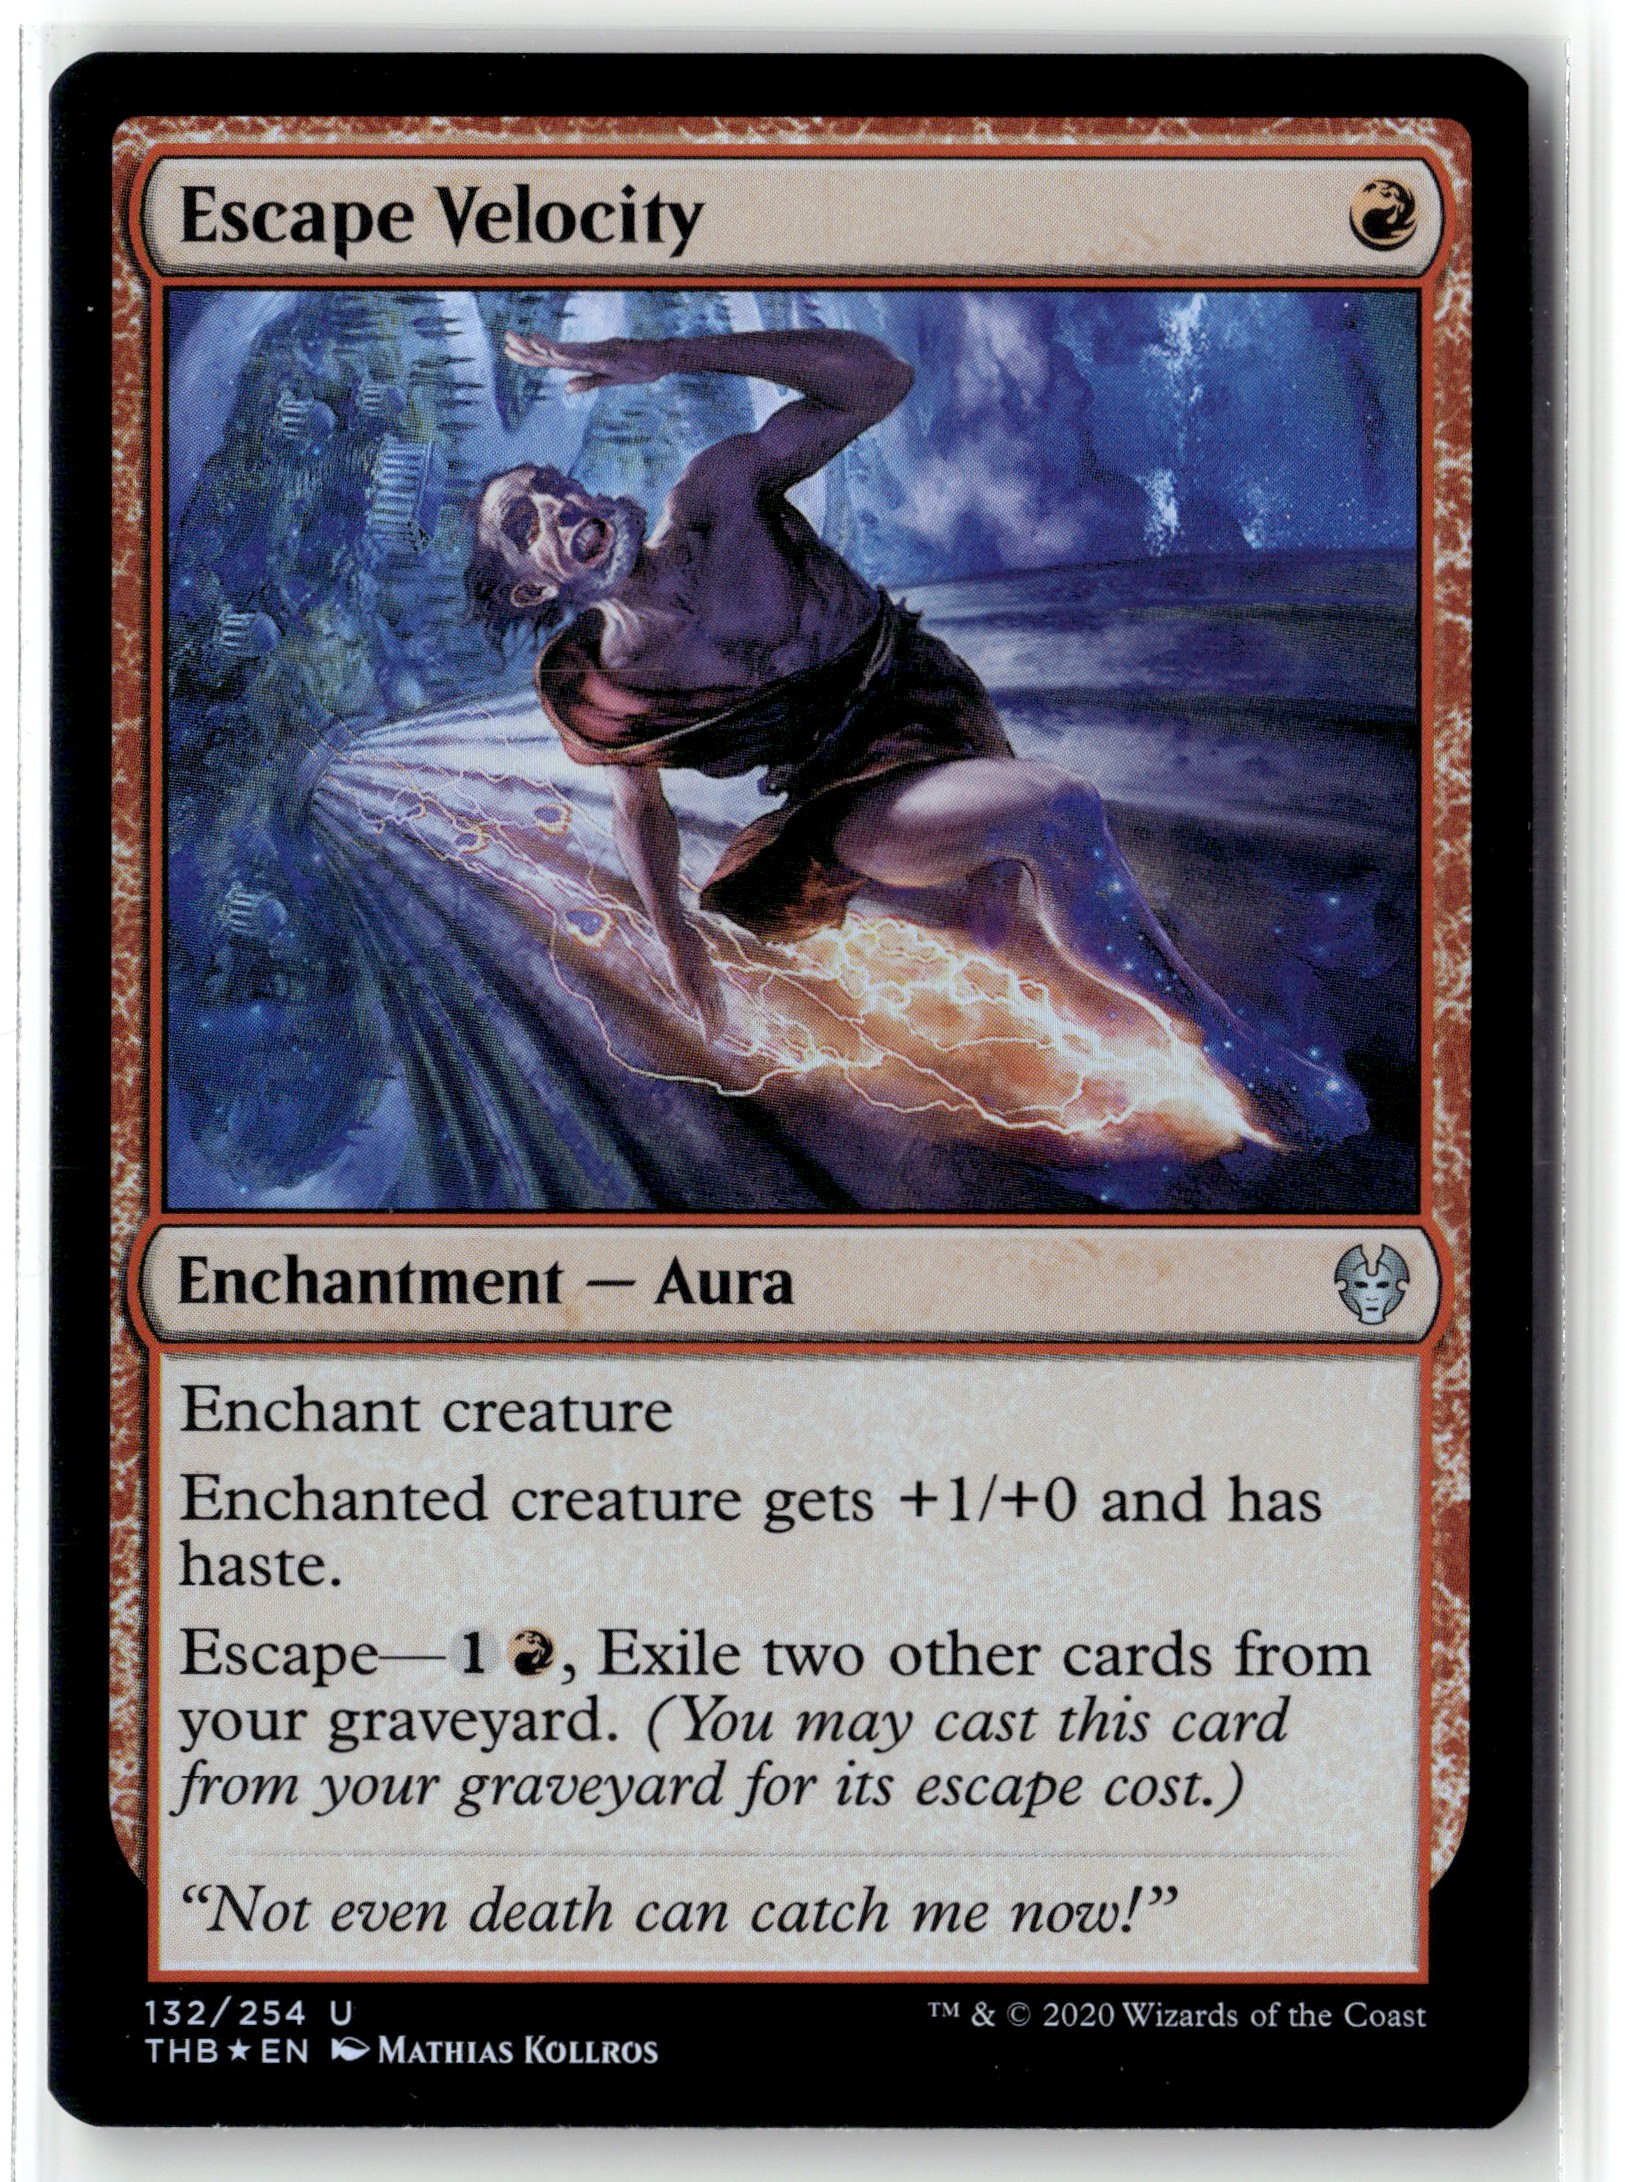 Escape Velocity
Enchantment — Aura
Enchant creature
Enchanted creature gets +1/+0 and has
haste.
Escape—1 , Exile two other cards from
your graveyard. (You may cast this card
from your graveyard for its escape cost.)
“Not even death can catch me now!”
132/254 U
THB★EN MATHIAS KOLLROS
™ & © 2020 Wizards of the Coast